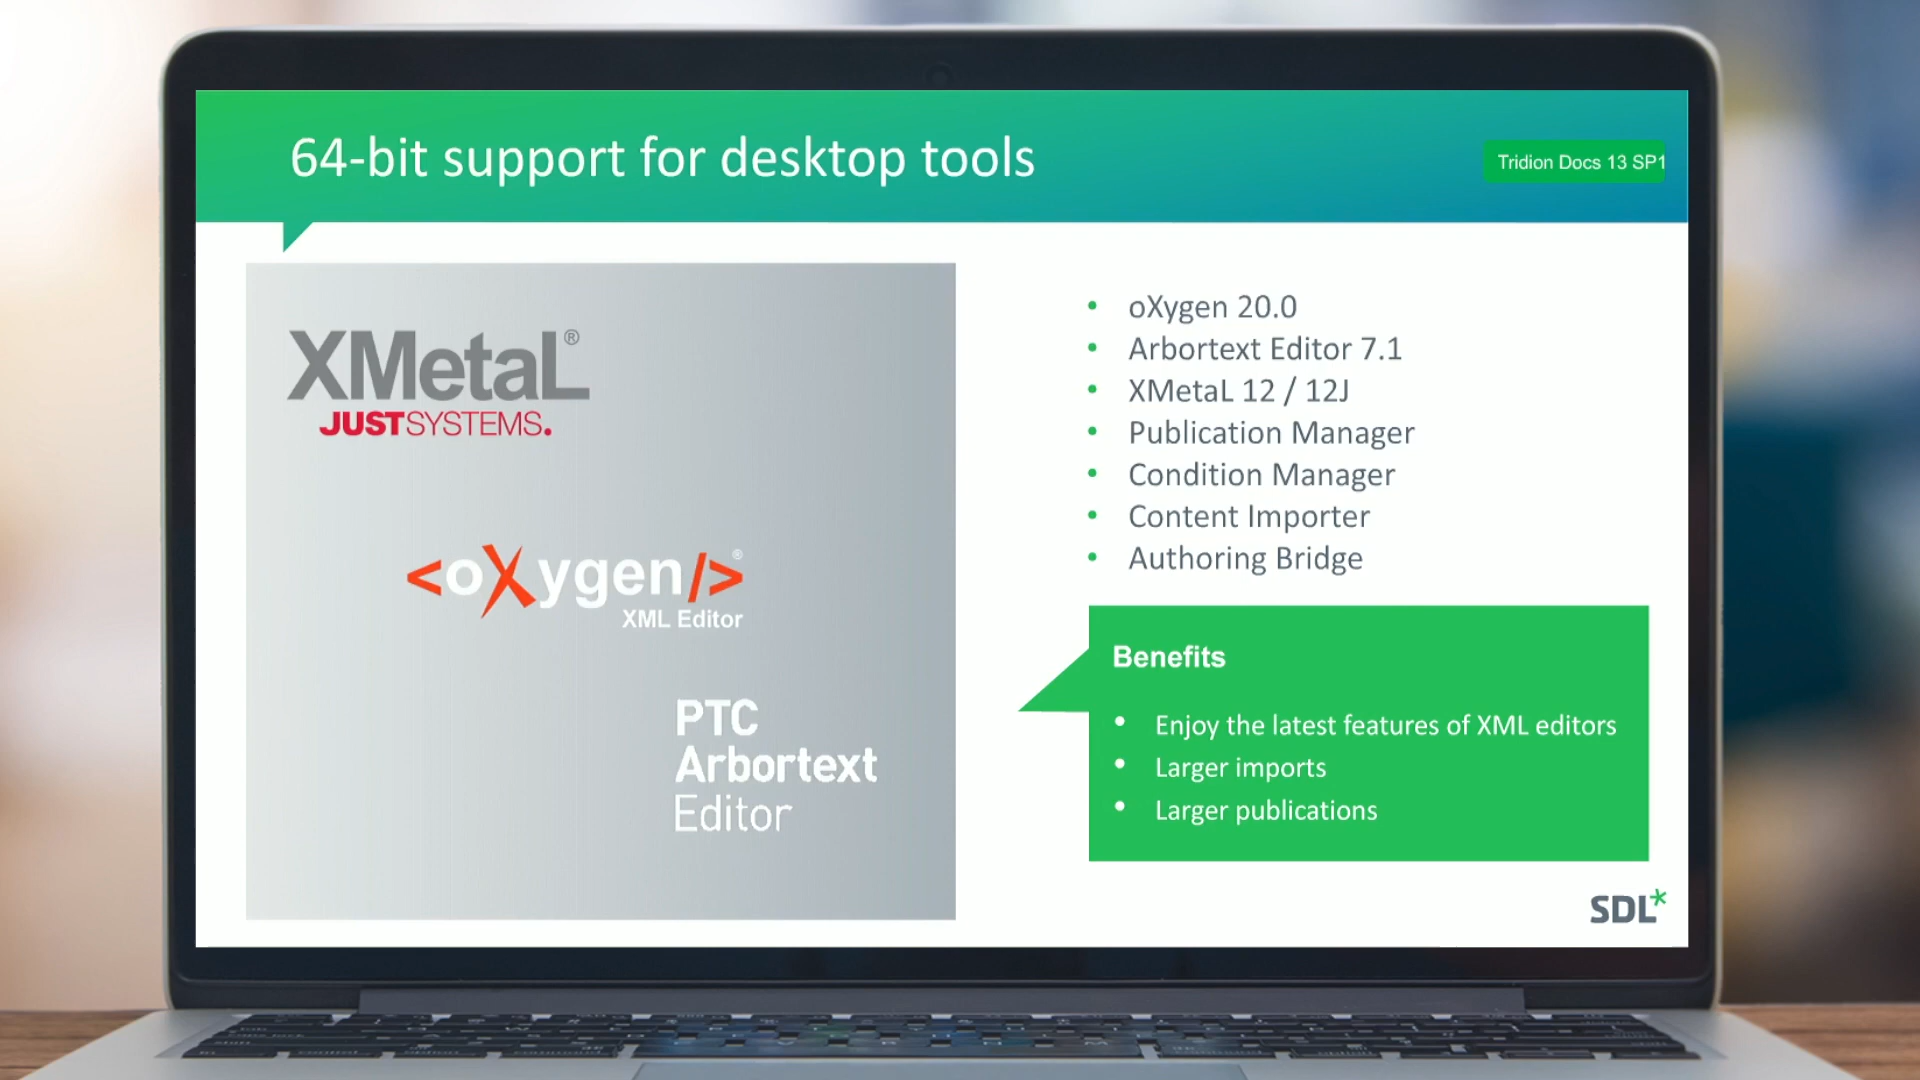 64-bit support for desktop tools
Tridion Docs 13 SP1
XMetaL®
JUSTSYSTEMS.
<oXygen/>®
XML Editor
PTC
Arbortext
Editor
• oXygen 20.0
• Arbortext Editor 7.1
• XMetaL 12 / 12J
• Publication Manager
• Condition Manager
• Content Importer
• Authoring Bridge
Benefits
• Enjoy the latest features of XML editors
• Larger imports
• Larger publications
SDL*